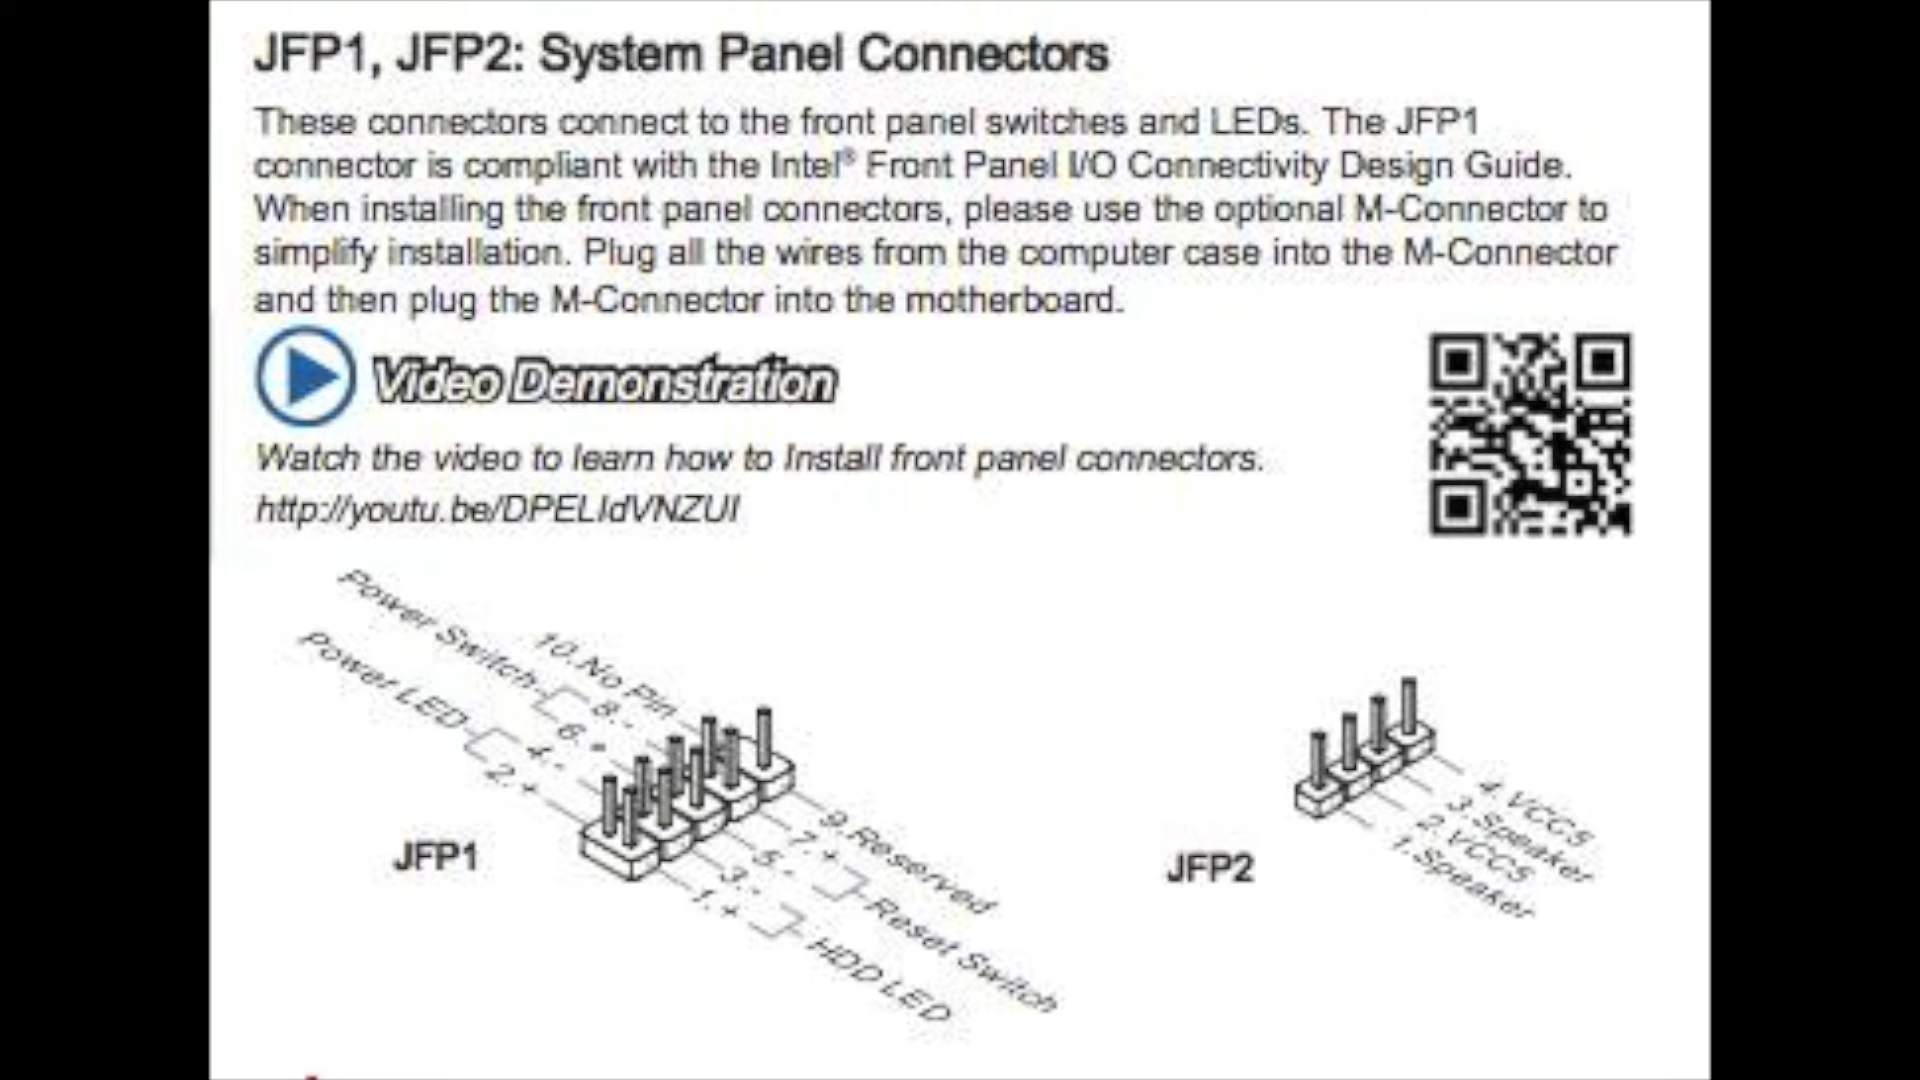 JFP1, JFP2: System Panel Connectors
These connectors connect to the front panel switches and LEDs. The JFP1
connector is compliant with the Intel® Front Panel I/O Connectivity Design Guide.
When installing the front panel connectors, please use the optional M-Connector to
simplify installation. Plug all the wires from the computer case into the M-Connector
and then plug the M-Connector into the motherboard.
Video Demonstration
Watch the video to learn how to Install front panel connectors.
http://youtu.be/DPELIdVNZUI
Power Switch
Power LED
10.No Pin
8.-
6.+
4.-
2.+
JFP1
9.Reserved
7.+
5.-
3.-
1.+
Reset Switch
HDD LED
JFP2
4.VCC5
3.Speaker
2.VCC5
1.Speaker